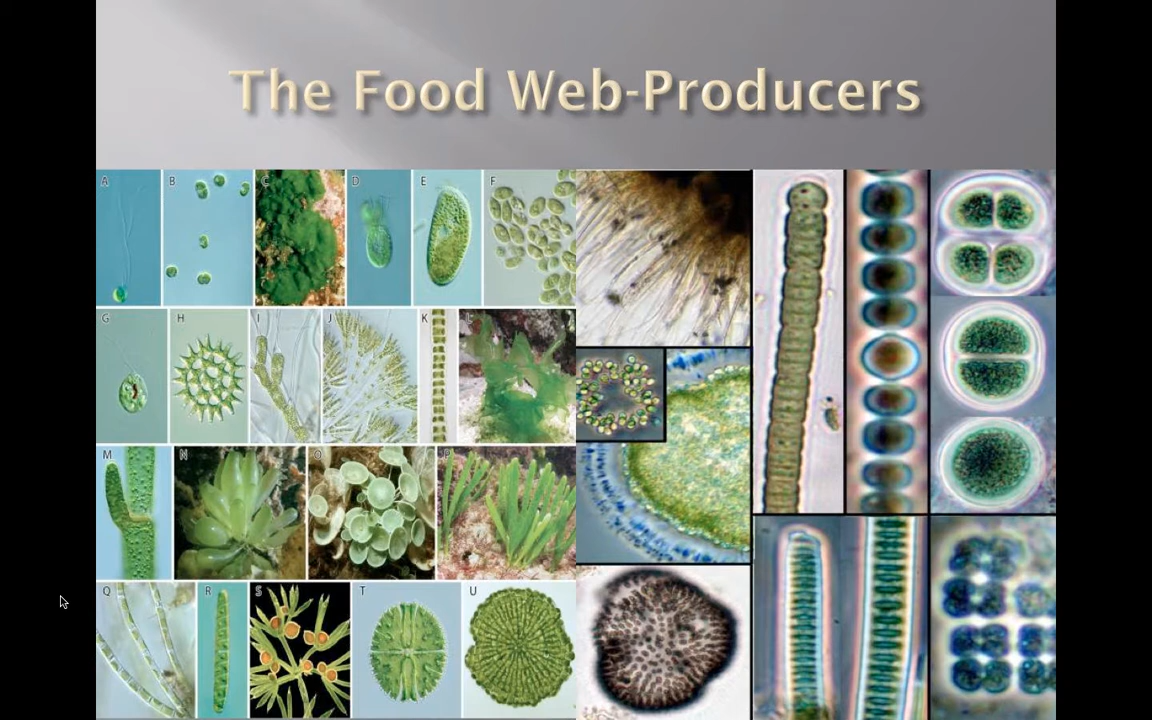 The Food Web-Producers
A B C D E F
G H I J K L
M N O P
Q R S T U